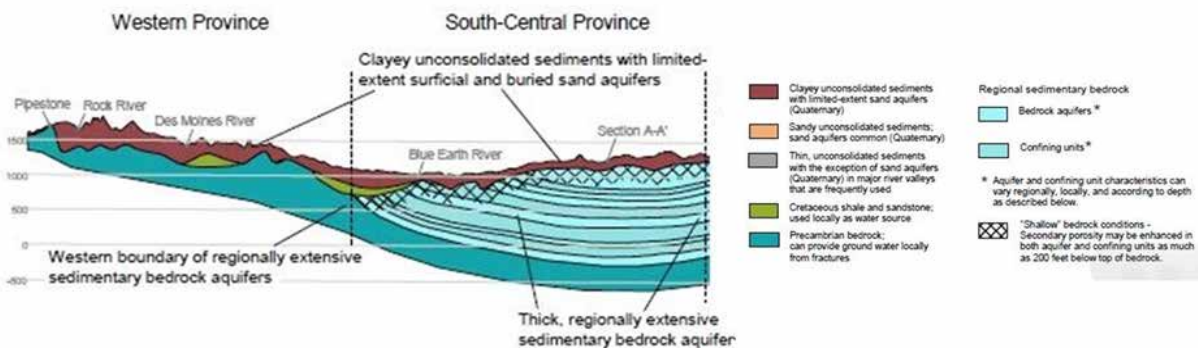 Western Province
South-Central Province
Clayey unconsolidated sediments with limited-
extent surficial and buried sand aquifers
Pipestone
Rock River
Des Moines River
Blue Earth River
Section A-A'
1500
1000
500
0
-500
Western boundary of regionally extensive
sedimentary bedrock aquifers
Thick, regionally extensive
sedimentary bedrock aquifer
Clayey unconsolidated sediments
with limited-extent sand aquifers
(Quaternary)
Sandy unconsolidated sediments;
sand aquifers common (Quaternary)
Thin, unconsolidated sediments
with the exception of sand aquifers
(Quaternary) in major river valleys
that are frequently used
Cretaceous shale and sandstone;
used locally as water source
Precambrian bedrock;
can provide ground water locally
from fractures
Regional sedimentary bedrock
Bedrock aquifers *
Confining units *
* Aquifer and confining unit characteristics can
vary regionally, locally, and according to depth
as described below.
"Shallow" bedrock conditions -
Secondary porosity may be enhanced in
both aquifer and confining units as much
as 200 feet below top of bedrock.